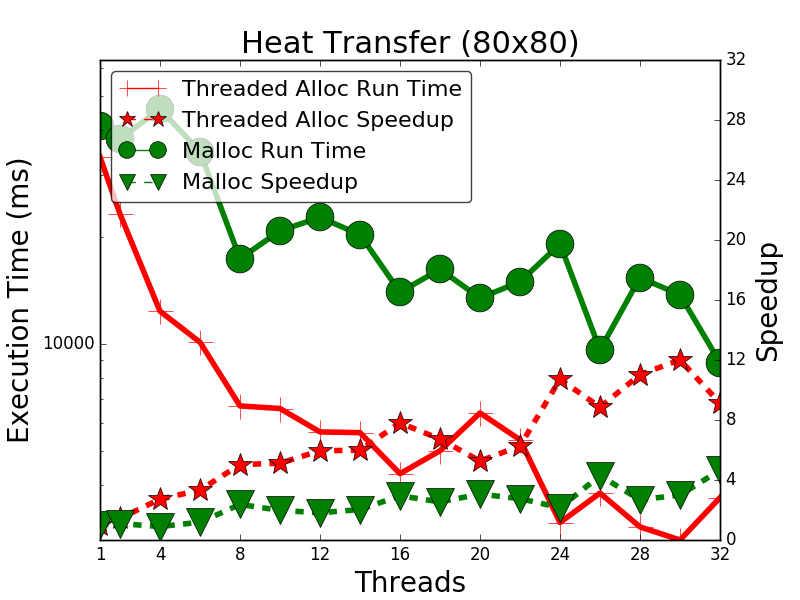 Heat Transfer (80x80)
Threaded Alloc Run Time
Threaded Alloc Speedup
Malloc Run Time
Malloc Speedup
Execution Time (ms)
10000
Speedup
32
28
24
20
16
12
8
4
0
1 4 8 12 16 20 24 28 32
Threads